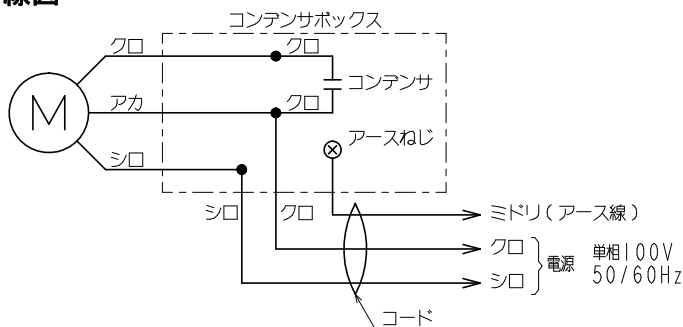 線図
コンデンサボックス
クロ
クロ
コンデンサ
M
アカ
クロ
アースねじ
シロ
シロ
クロ
ミドリ(アース線)
クロ
シロ
電源
単相100V
50/60Hz
コード